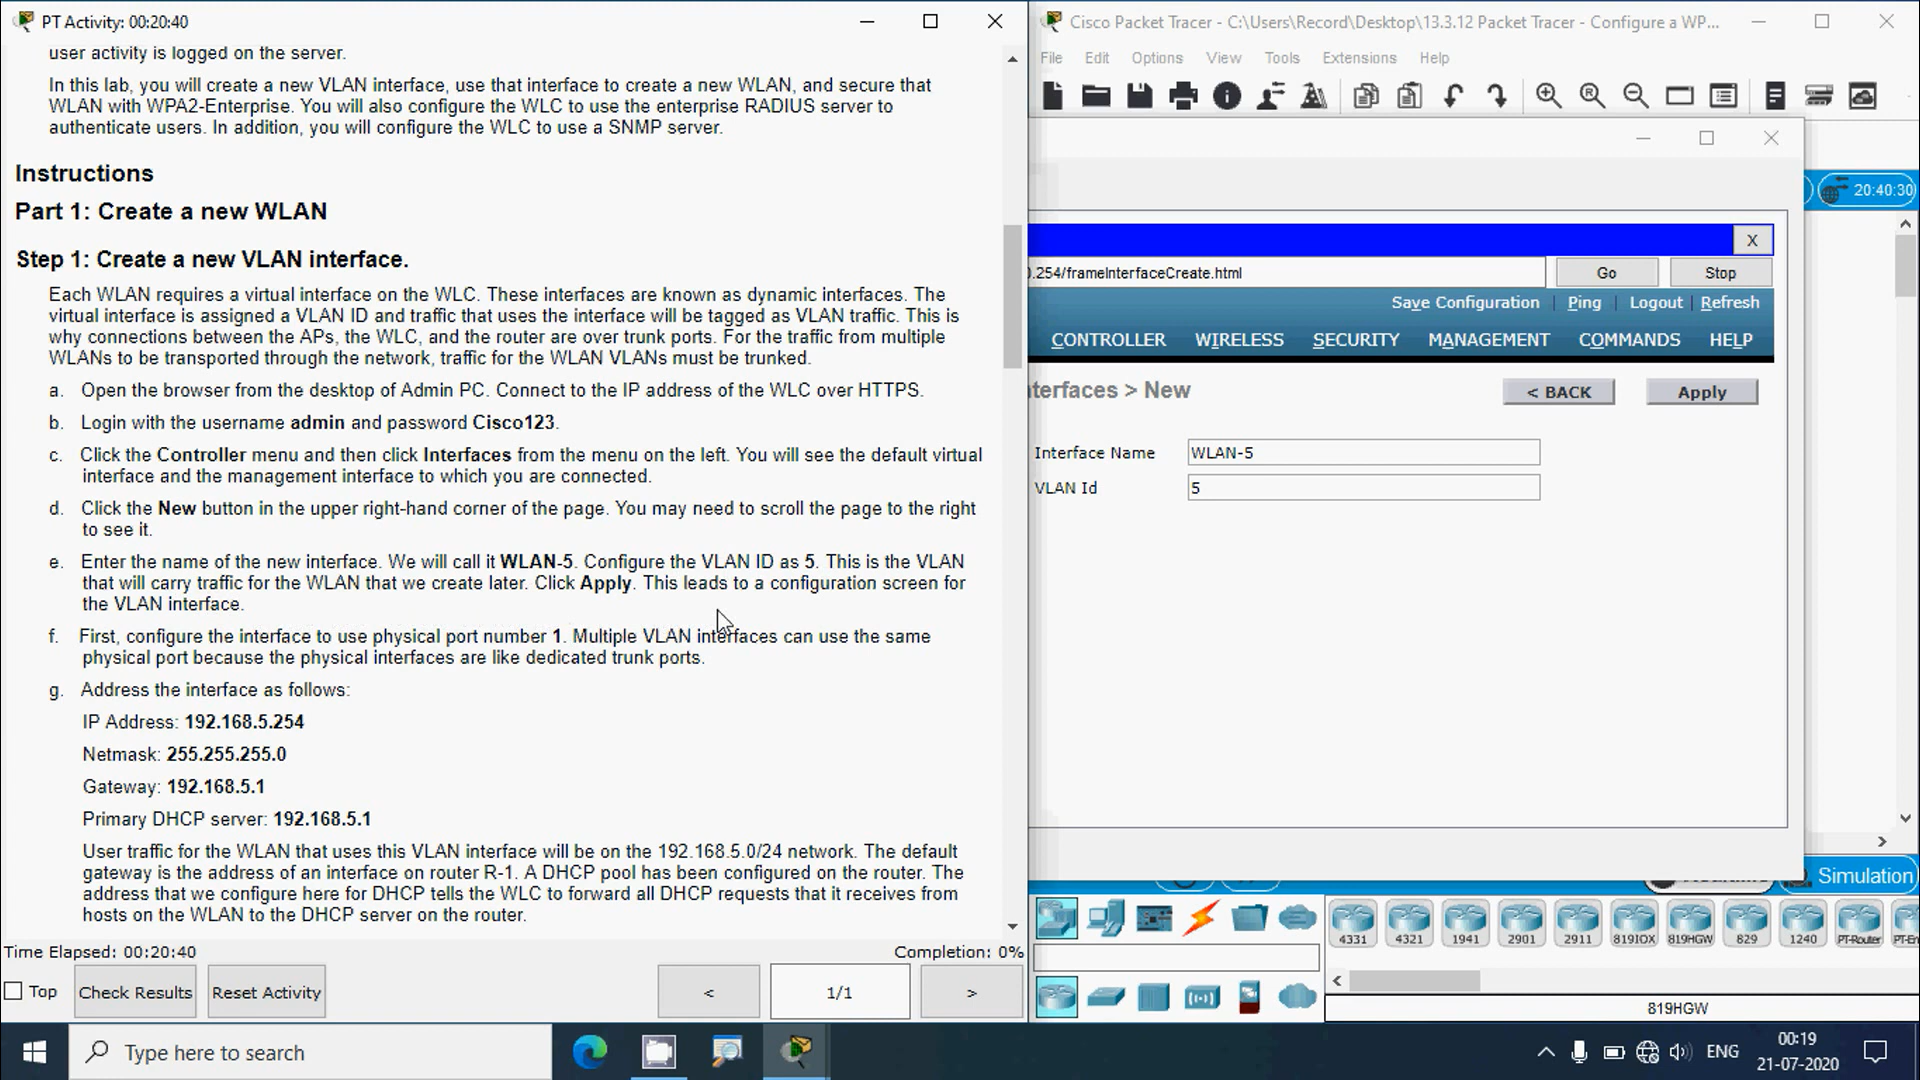 PT Activity: 00:20:40
user activity is logged on the server.
In this lab, you will create a new VLAN interface, use that interface to create a new WLAN, and secure that
WLAN with WPA2-Enterprise. You will also configure the WLC to use the enterprise RADIUS server to
authenticate users. In addition, you will configure the WLC to use a SNMP server.
Instructions
Part 1: Create a new WLAN
Step 1: Create a new VLAN interface.
Each WLAN requires a virtual interface on the WLC. These interfaces are known as dynamic interfaces. The
virtual interface is assigned a VLAN ID and traffic that uses the interface will be tagged as VLAN traffic. This is
why connections between the APs, the WLC, and the router are over trunk ports. For the traffic from multiple
WLANs to be transported through the network, traffic for the WLAN VLANs must be trunked.
a. Open the browser from the desktop of Admin PC. Connect to the IP address of the WLC over HTTPS.
b. Login with the username admin and password Cisco123.
c. Click the Controller menu and then click Interfaces from the menu on the left. You will see the default virtual
interface and the management interface to which you are connected.
d. Click the New button in the upper right-hand corner of the page. You may need to scroll the page to the right
to see it.
e. Enter the name of the new interface. We will call it WLAN-5. Configure the VLAN ID as 5. This is the VLAN
that will carry traffic for the WLAN that we create later. Click Apply. This leads to a configuration screen for
the VLAN interface.
f. First, configure the interface to use physical port number 1. Multiple VLAN interfaces can use the same
physical port because the physical interfaces are like dedicated trunk ports.
g. Address the interface as follows:
IP Address: 192.168.5.254
Netmask: 255.255.255.0
Gateway: 192.168.5.1
Primary DHCP server: 192.168.5.1
User traffic for the WLAN that uses this VLAN interface will be on the 192.168.5.0/24 network. The default
gateway is the address of an interface on router R-1. A DHCP pool has been configured on the router. The
address that we configure here for DHCP tells the WLC to forward all DHCP requests that it receives from
hosts on the WLAN to the DHCP server on the router.
Time Elapsed: 00:20:40 Completion: 0%
Top Check Results Reset Activity < 1/1 >
Cisco Packet Tracer - C:\Users\Record\Desktop\13.3.12 Packet Tracer - Configure a WP...
File Edit Options View Tools Extensions Help
20:40:30
X
.254/frameInterfaceCreate.html Go Stop
Save Configuration Ping Logout Refresh
CONTROLLER WIRELESS SECURITY MANAGEMENT COMMANDS HELP
terfaces > New < BACK Apply
Interface Name WLAN-5
VLAN Id 5
Simulation
4331 4321 1941 2901 2911 819IOX 819HGW 829 1240 PT-Router PT-Em
819HGW
Type here to search
ENG
00:19
21-07-2020